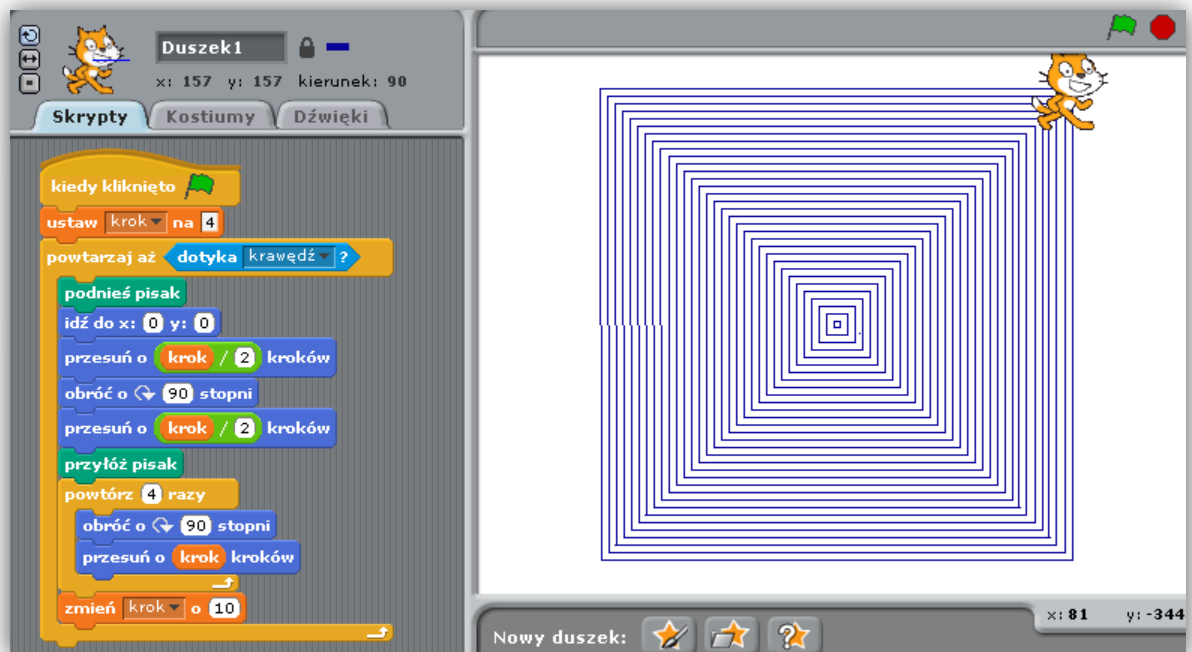 Duszek1
x: 157 y: 157 kierunek: 90
Skrypty Kostiumy Dźwięki
kiedy kliknięto
ustaw krok na 4
powtarzaj aż dotyka krawędź ?
podnieś pisak
idź do x: 0 y: 0
przesuń o krok / 2 kroków
obróć o 90 stopni
przesuń o krok / 2 kroków
przyłóż pisak
powtórz 4 razy
obróć o 90 stopni
przesuń o krok kroków
zmień krok o 10
x: 81 y: -344
Nowy duszek: